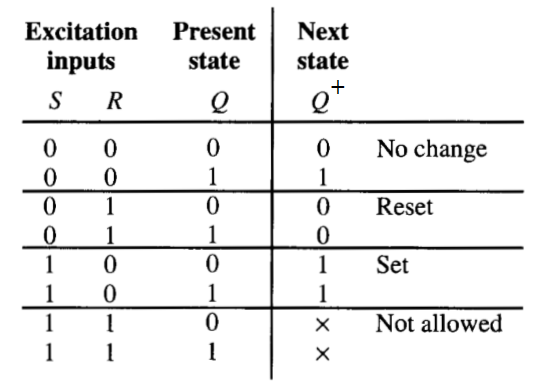 Excitation Present Next
inputs state state
S R Q Q+
0 0 0 0 No change
0 0 1 1
0 1 0 0 Reset
0 1 1 0
1 0 0 1 Set
1 0 1 1
1 1 0 × Not allowed
1 1 1 ×